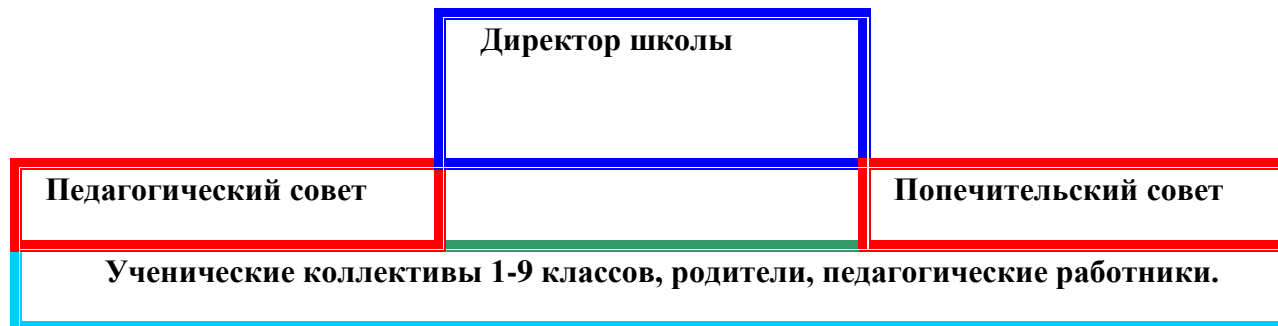 Директор школы
Педагогический совет
Попечительский совет
Ученические коллективы 1-9 классов, родители, педагогические работники.